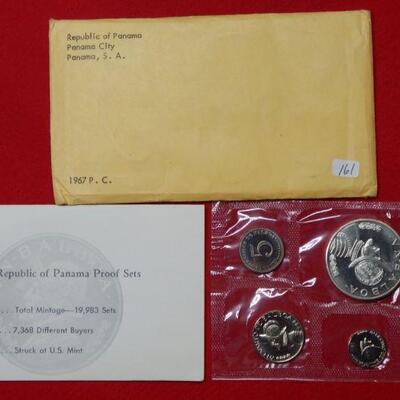 Republic of Panama
Panama City
Panama, S. A.
161
1967 P. C.
Republic of Panama Proof Sets
... Total Mintage—19,983 Sets
...7,368 Different Buyers
...Struck at U.S. Mint
5